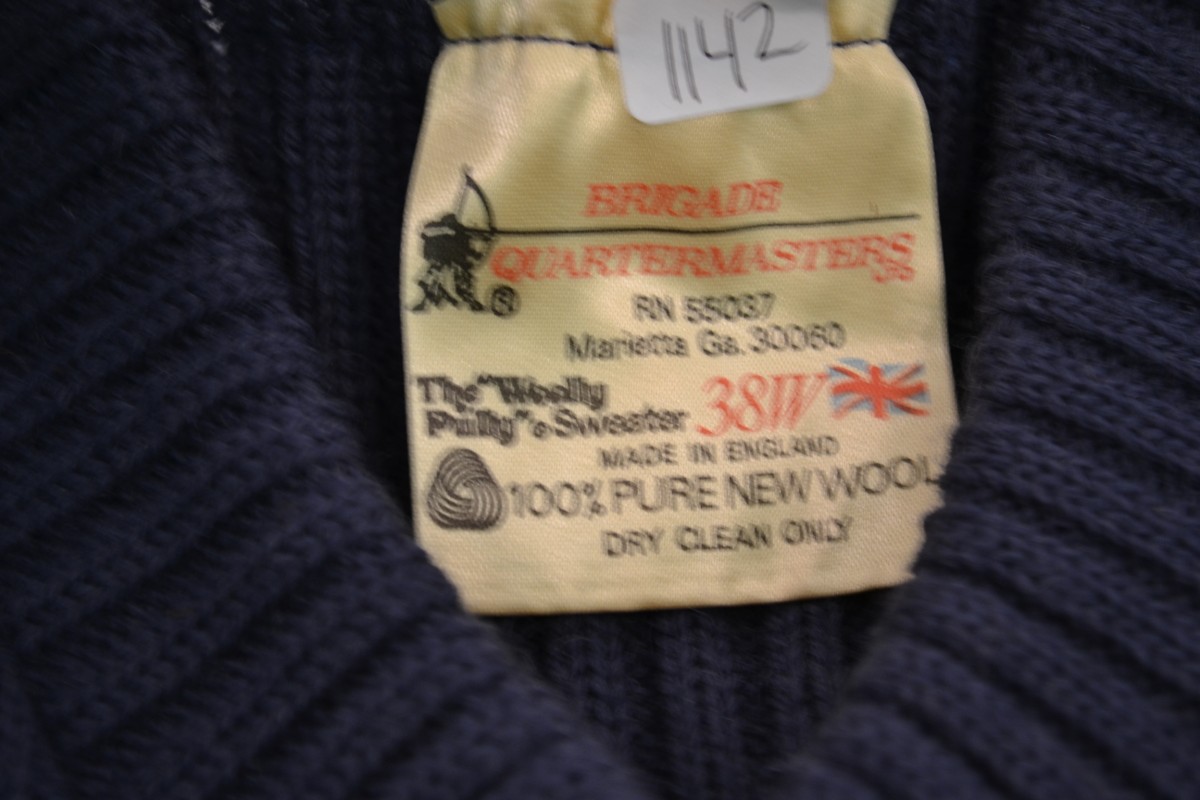 1142
BRIGADE
QUARTERMASTERS
®
RN 55037
Marietta Ga. 30060
The "Woolly
Pully"® Sweater 38W
MADE IN ENGLAND
100% PURE NEW WOOL
DRY CLEAN ONLY